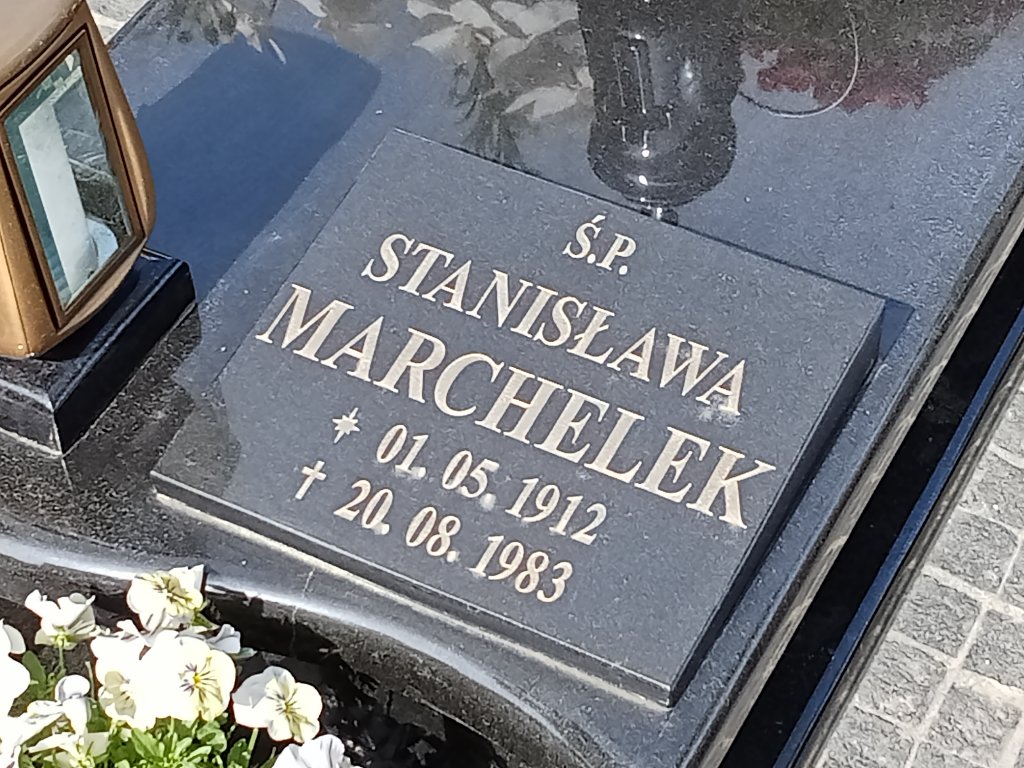 Ś.P.
STANISŁAWA
MARCHELEK
* 01. 05. 1912
† 20. 08. 1983